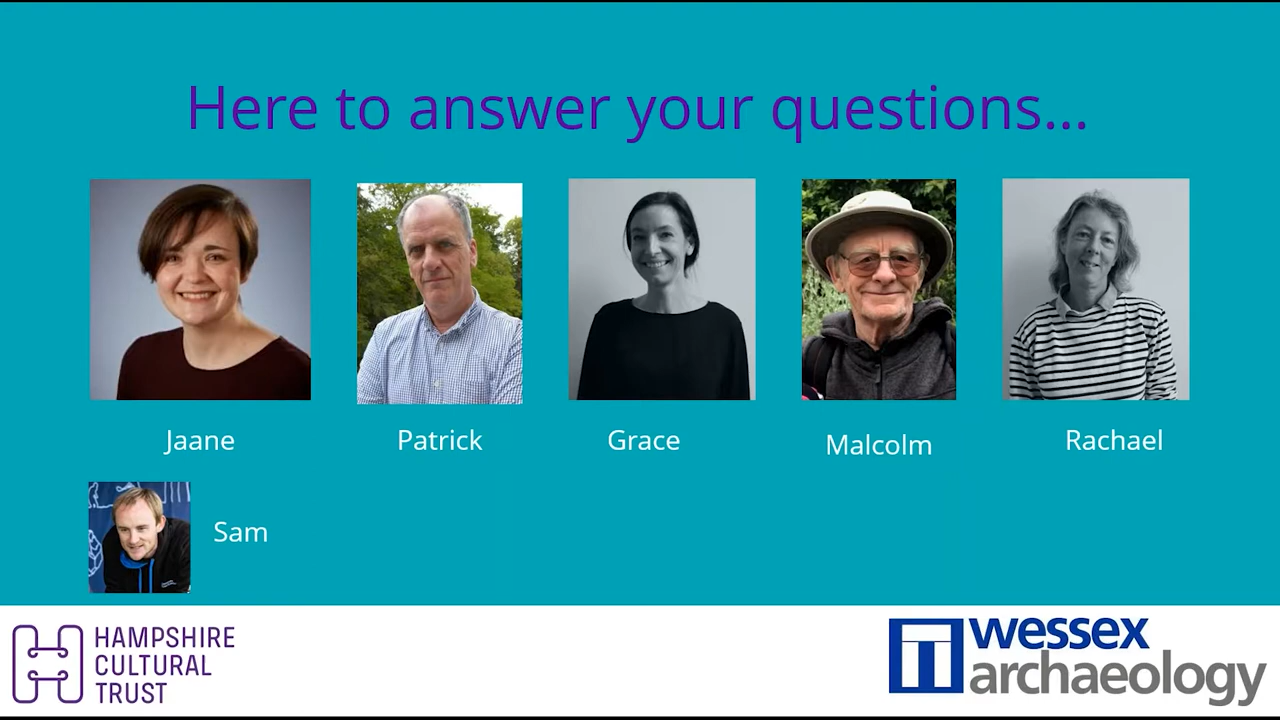 Here to answer your questions...
Jaane
Patrick
Grace
Malcolm
Rachael
Sam
HAMPSHIRE
CULTURAL
TRUST
wessex
archaeology